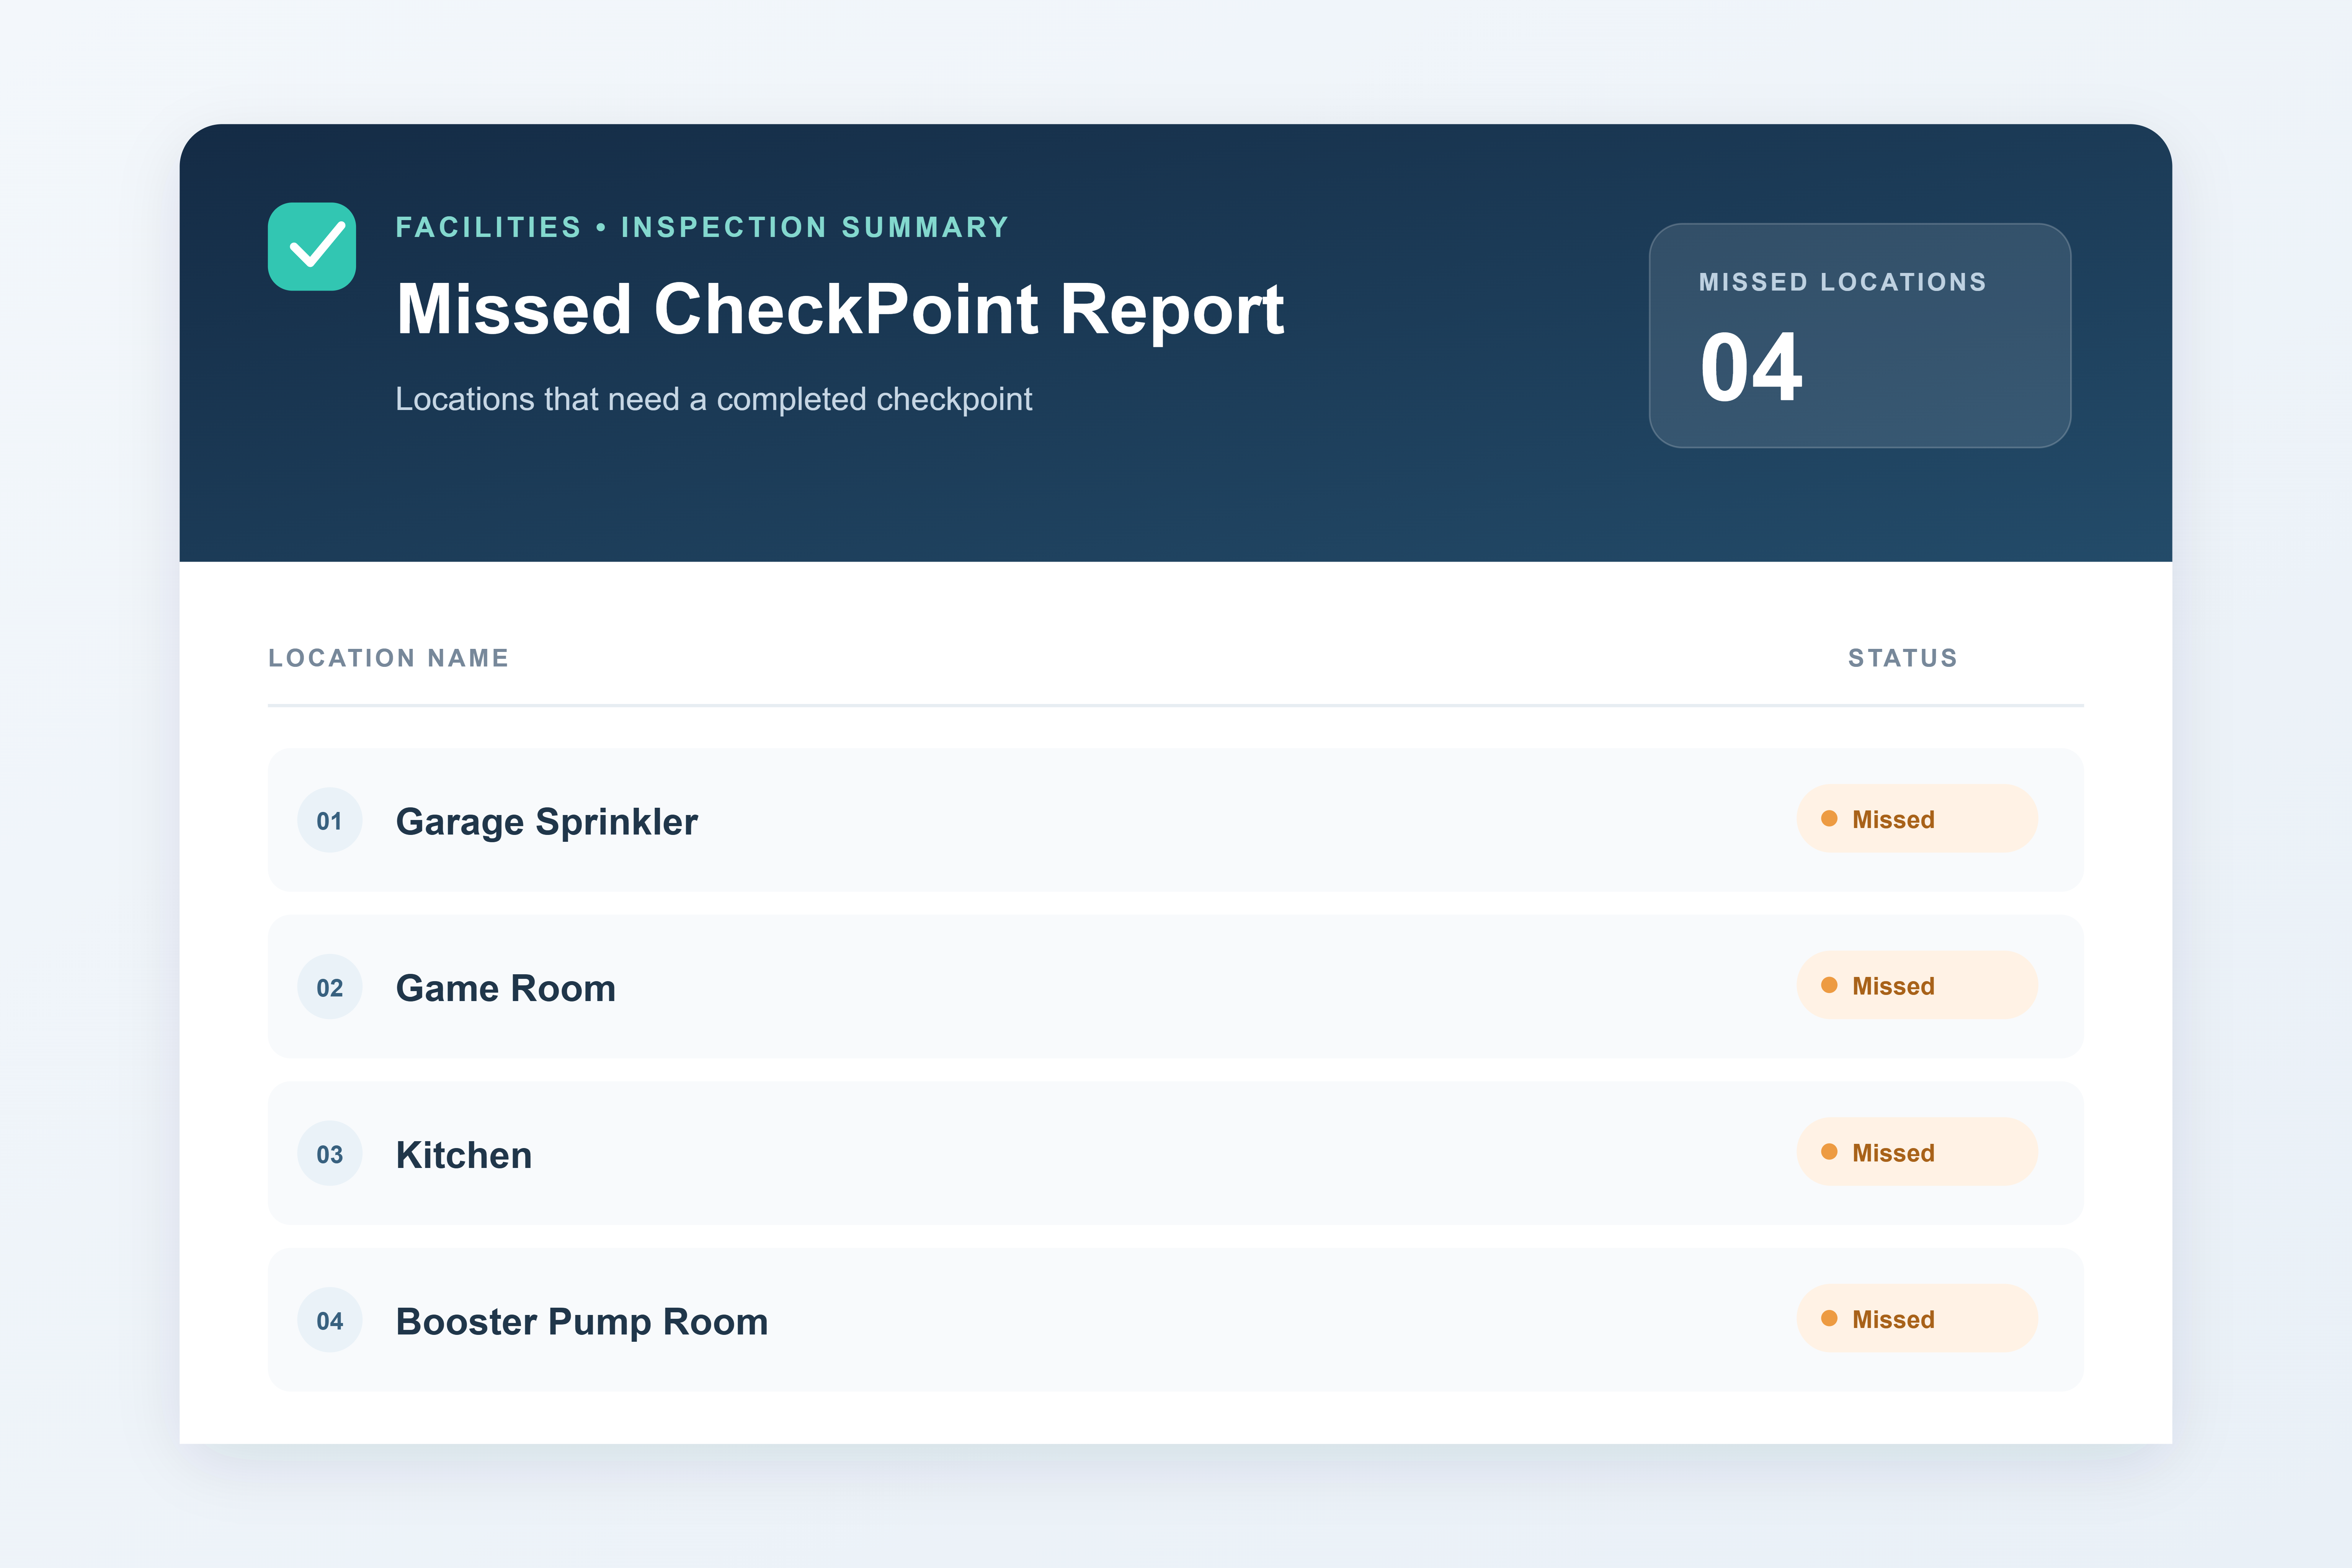 FACILITIES • INSPECTION SUMMARY
Missed CheckPoint Report
Locations that need a completed checkpoint
MISSED LOCATIONS
04
LOCATION NAME STATUS
01 Garage Sprinkler Missed
02 Game Room Missed
03 Kitchen Missed
04 Booster Pump Room Missed